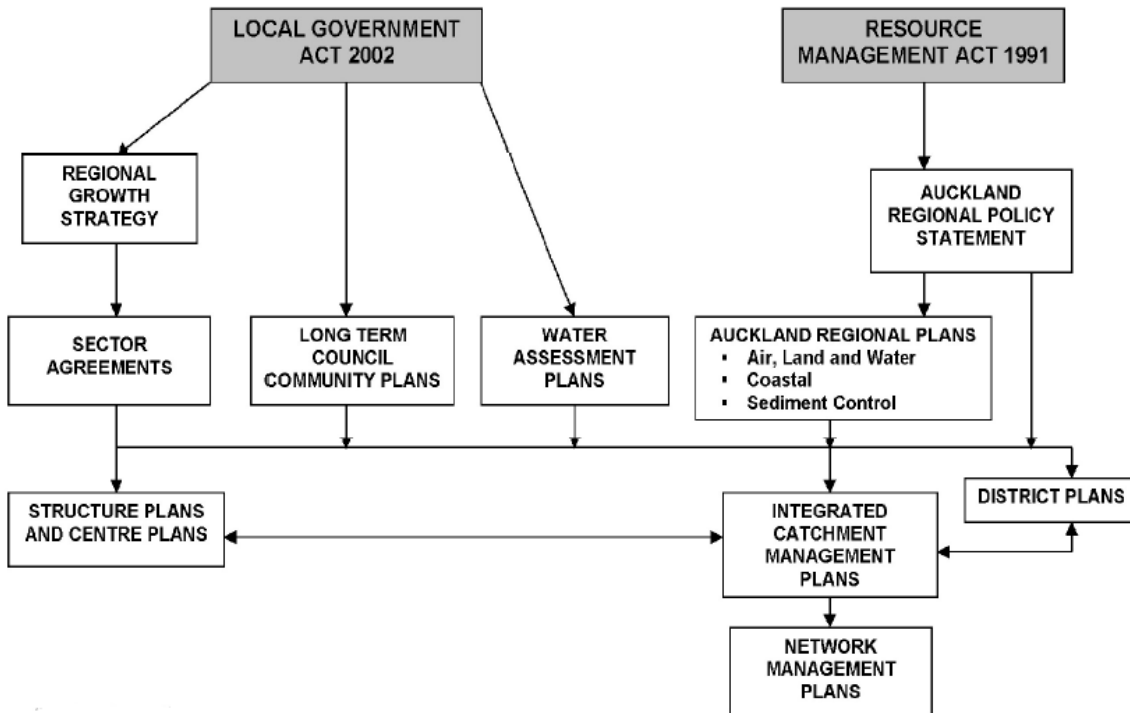 LOCAL GOVERNMENT
ACT 2002
RESOURCE
MANAGEMENT ACT 1991
REGIONAL
GROWTH
STRATEGY
AUCKLAND
REGIONAL POLICY
STATEMENT
SECTOR
AGREEMENTS
LONG TERM
COUNCIL
COMMUNITY PLANS
WATER
ASSESSMENT
PLANS
AUCKLAND REGIONAL PLANS
▪ Air, Land and Water
▪ Coastal
▪ Sediment Control
STRUCTURE PLANS
AND CENTRE PLANS
INTEGRATED
CATCHMENT
MANAGEMENT
PLANS
DISTRICT PLANS
NETWORK
MANAGEMENT
PLANS